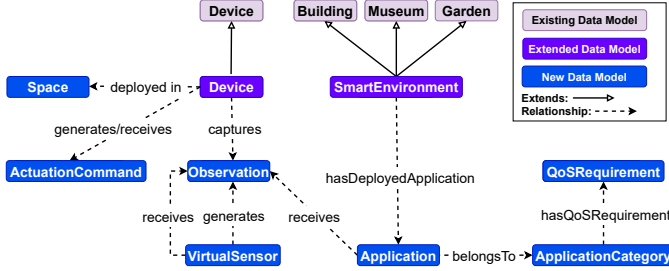 Device
Building
Museum
Garden
Existing Data Model
Extended Data Model
New Data Model
Extends:
Relationship:
Space
deployed in
Device
SmartEnvironment
generates/receives
captures
ActuationCommand
Observation
hasDeployedApplication
QoSRequirement
receives
generates
receives
hasQoSRequirement
VirtualSensor
Application
belongsTo
ApplicationCategory